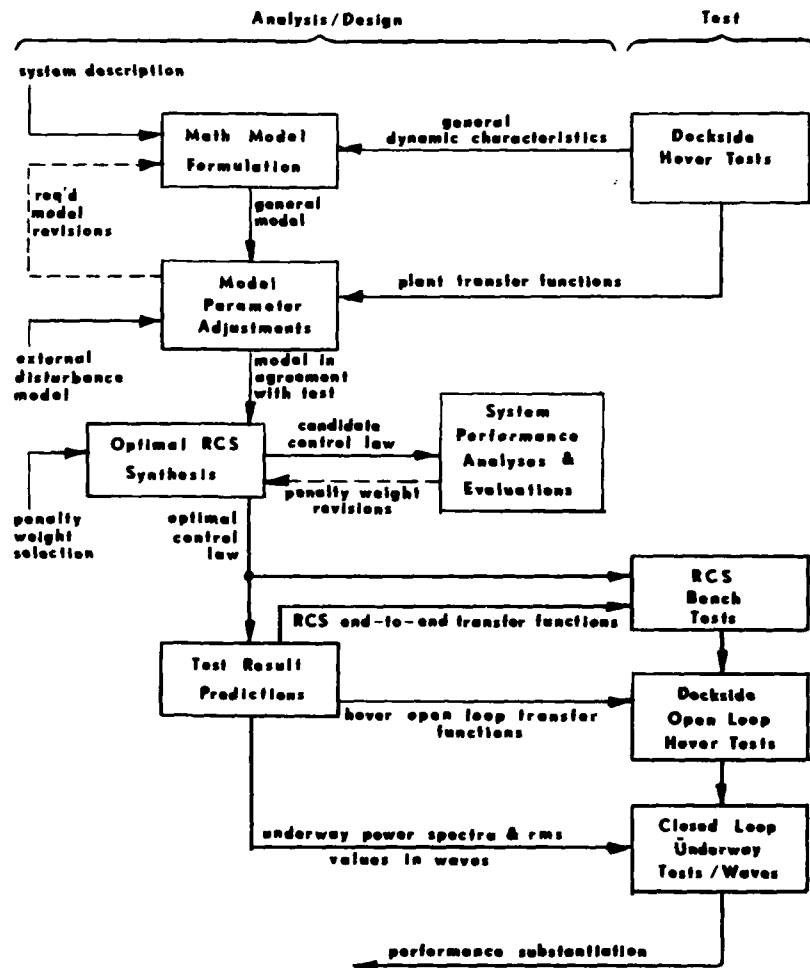 Analysis/Design
Test
system description
Math Model
Formulation
general
dynamic characteristics
Dockside
Hover Tests
req'd
model
revisions
general
model
Model
Parameter
Adjustments
plant transfer functions
external
disturbance
model
model in
agreement
with test
Optimal RCS
Synthesis
candidate
control law
System
Performance
Analyses &
Evaluations
penalty weight
revisions
penalty
weight
selection
optimal
control
law
RCS
Bench
Tests
RCS end-to-end transfer functions
Test Result
Predictions
hover open loop transfer
functions
Dockside
Open Loop
Hover Tests
underway power spectra & rms
values in waves
Closed Loop
Underway
Tests/Waves
performance substantiation